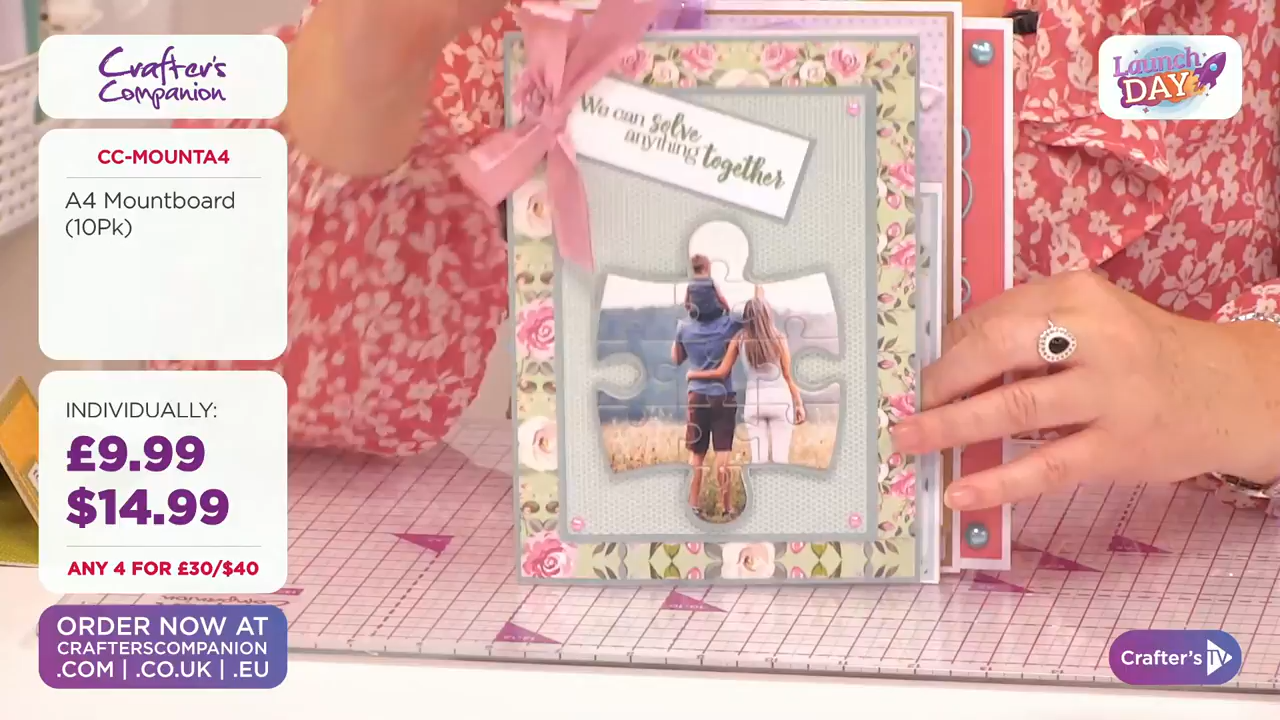 Crafter's
Companion
CC-MOUNTA4
A4 Mountboard
(10Pk)
INDIVIDUALLY:
£9.99
$14.99
ANY 4 FOR £30/$40
ORDER NOW AT
CRAFTERSCOMPANION
.COM | .CO.UK | .EU
We can solve
anything together
Launch
DAY
Crafter's TV